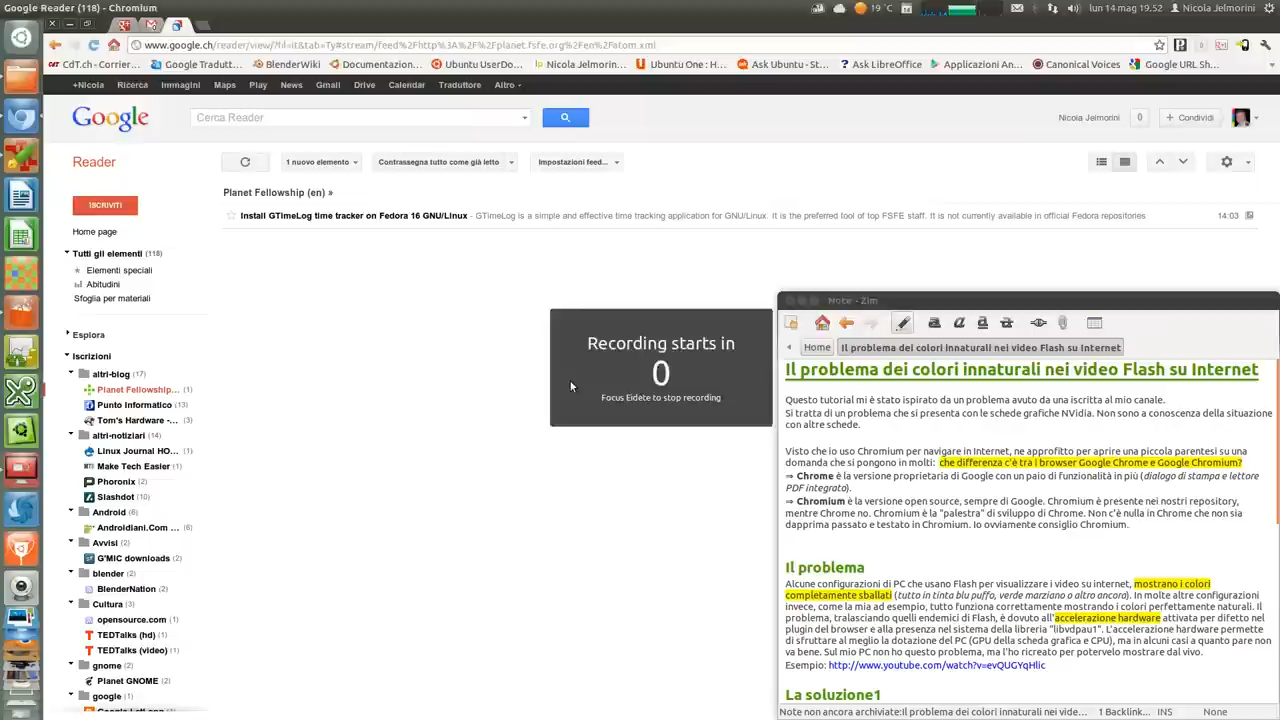 Google Reader (118) - Chromium
19 °C
lun 14 mag 19.52
Nicola Jelmorini
www.google.ch/reader/view/?hl=it&tab=Ty#stream/feed%2Fhttp%3A%2F%2Fplanet.fsfe.org%2Fen%2Fatom.xml
CdT.ch - Corrier...
Google Tradutt...
BlenderWiki
Documentazion...
Ubuntu UserDo...
Nicola Jelmorin...
Ubuntu One : H...
Ask Ubuntu - St...
Ask LibreOffice
Applicazioni An...
Canonical Voices
Google URL Sh...
+Nicola Ricerca Immagini Maps Play News Gmail Drive Calendar Traduttore Altro
Google
Cerca Reader
Nicola Jelmorini
0
+ Condividi
Reader
1 nuovo elemento
Contrassegna tutto come già letto
Impostazioni feed...
ISCRIVITI
Planet Fellowship (en) »
Install GTimeLog time tracker on Fedora 16 GNU/Linux - GTimeLog is a simple and effective time tracking application for GNU/Linux. It is the preferred tool of top FSFE staff. It is not currently available in official Fedora repositories
14:03
Home page
Tutti gli elementi (118)
Elementi speciali
Abitudini
Sfoglia per materiali
Esplora
Iscrizioni
altri-blog (17)
Planet Fellowship... (1)
Punto Informatico (13)
Tom's Hardware -... (3)
altri-notiziari (14)
Linux Journal HO... (1)
Make Tech Easier (1)
Phoronix (2)
Slashdot (10)
Android (6)
Androidiani.Com ... (6)
Avvisi (2)
G'MIC downloads (2)
blender (2)
BlenderNation (2)
Cultura (3)
opensource.com (1)
TEDTalks (hd) (1)
TEDTalks (video) (1)
gnome (2)
Planet GNOME (2)
google (1)
Recording starts in
0
Focus Eidete to stop recording
Note - Zim
Home
Il problema dei colori innaturali nei video Flash su Internet
Il problema dei colori innaturali nei video Flash su Internet
Questo tutorial mi è stato ispirato da un problema avuto da una iscritta al mio canale.
Si tratta di un problema che si presenta con le schede grafiche NVidia. Non sono a conoscenza della situazione
con altre schede.
Visto che io uso Chromium per navigare in Internet, ne approfitto per aprire una piccola parentesi su una
domanda che si pongono in molti: che differenza c'è tra i browser Google Chrome e Google Chromium?
⇒ Chrome è la versione proprietaria di Google con un paio di funzionalità in più (dialogo di stampa e lettore
PDF integrato).
⇒ Chromium è la versione open source, sempre di Google. Chromium è presente nei nostri repository,
mentre Chrome no. Chromium è la "palestra" di sviluppo di Chrome. Non c'è nulla in Chrome che non sia
dapprima passato e testato in Chromium. Io ovviamente consiglio Chromium.
Il problema
Alcune configurazioni di PC che usano Flash per visualizzare i video su internet, mostrano i colori
completamente sballati (tutto in tinta blu puffo, verde marziano o altro ancora). In molte altre configurazioni
invece, come la mia ad esempio, tutto funziona correttamente mostrando i colori perfettamente naturali. Il
problema, tralasciando quelli endemici di Flash, è dovuto all'accelerazione hardware attivata per difetto nel
plugin del browser e alla presenza nel sistema della libreria "libvdpau1". L'accelerazione hardware permette
di sfruttare al meglio la dotazione del PC (GPU della scheda grafica e CPU), ma in alcuni casi a quanto pare non
va bene. Sul mio PC non ho questo problema, ma l'ho ricreato per potervelo mostrare dal vivo.
Esempio: http://www.youtube.com/watch?v=evQUGYqHlic
La soluzione1
Note non ancora archiviate:Il problema dei colori innaturali nei vide...
1 Backlink...
INS
None